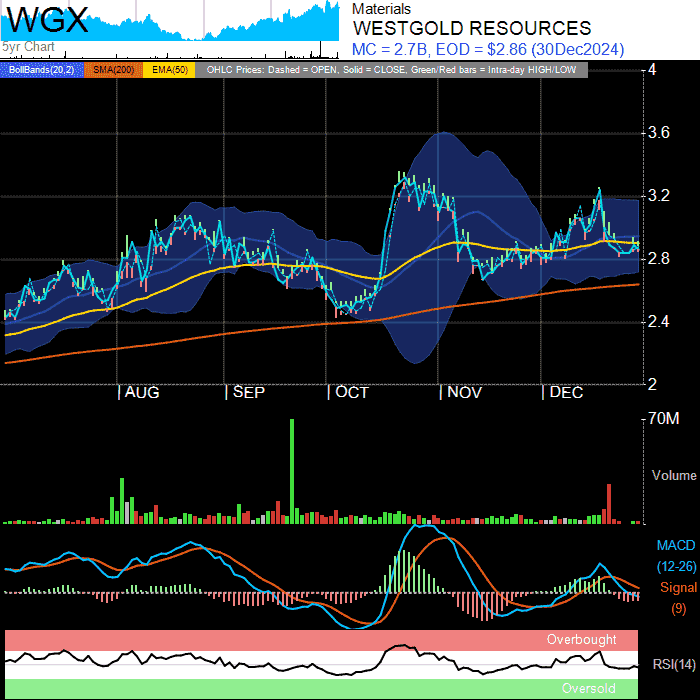 WGX
5yr Chart
Materials
WESTGOLD RESOURCES
MC = 2.7B, EOD = $2.86 (30Dec2024)
BollBands(20,2) SMA(200) EMA(50) OHLC Prices: Dashed = OPEN, Solid = CLOSE, Green/Red bars = Intra-day HIGH/LOW
4
3.6
3.2
2.8
2.4
2
AUG SEP OCT NOV DEC
70M
Volume
MACD
(12-26)
Signal
(9)
Overbought
RSI(14)
Oversold